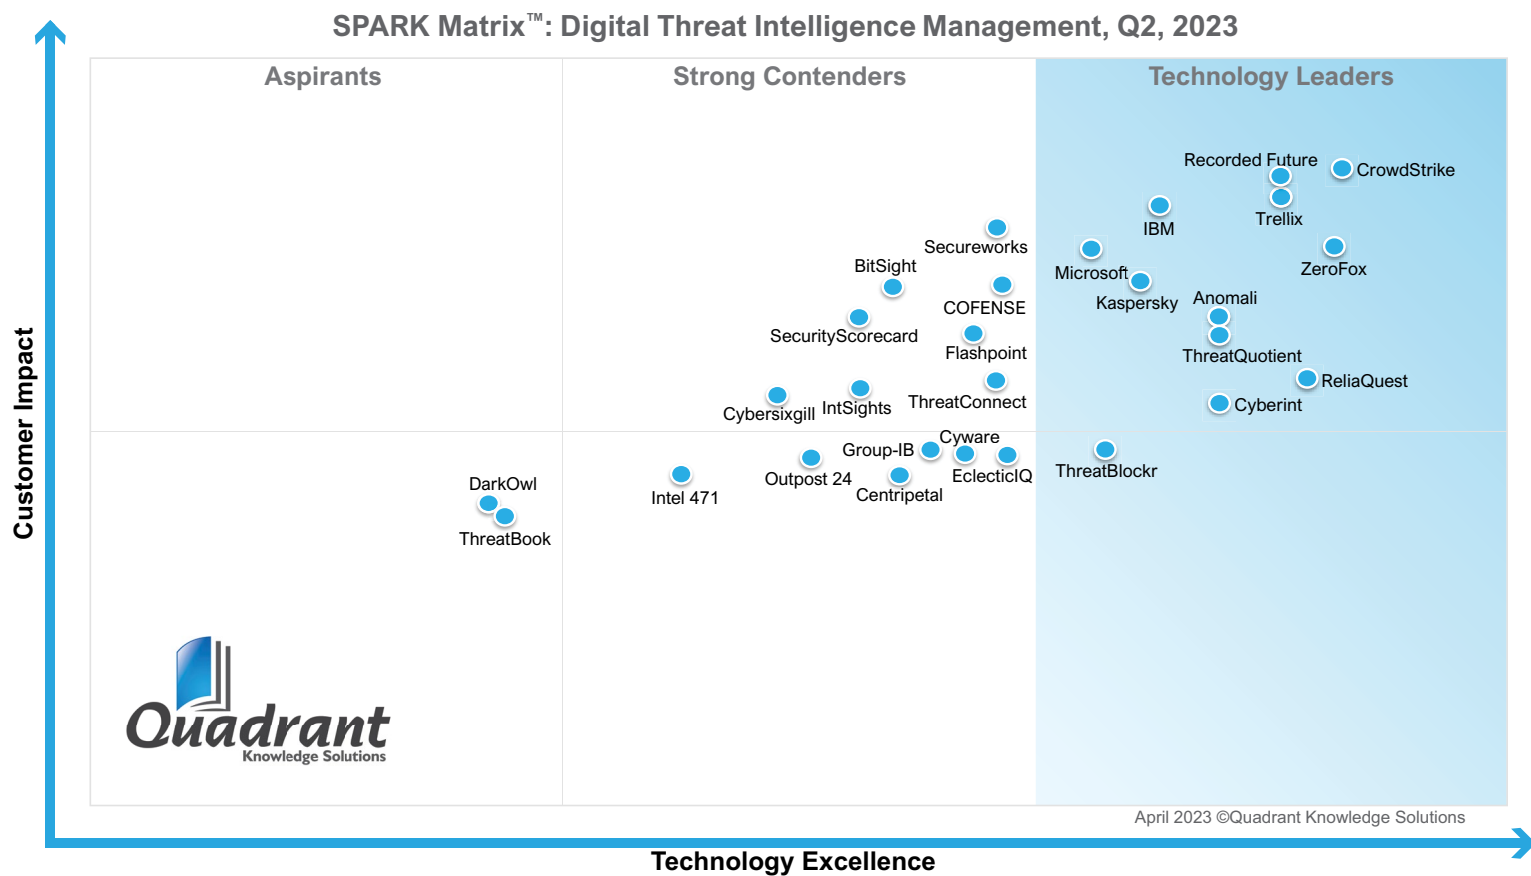 SPARK Matrix™: Digital Threat Intelligence Management, Q2, 2023
Aspirants
Strong Contenders
Technology Leaders
Recorded Future
CrowdStrike
Trellix
IBM
Secureworks
Microsoft
ZeroFox
BitSight
Kaspersky
Anomali
COFENSE
SecurityScorecard
Flashpoint
ThreatQuotient
ReliaQuest
Cybersixgill
IntSights
ThreatConnect
Cyberint
Group-IB
Cyware
Outpost 24
EclecticIQ
ThreatBlockr
DarkOwl
Intel 471
Centripetal
ThreatBook
Customer Impact
Quadrant
Knowledge Solutions
April 2023 ©Quadrant Knowledge Solutions
Technology Excellence